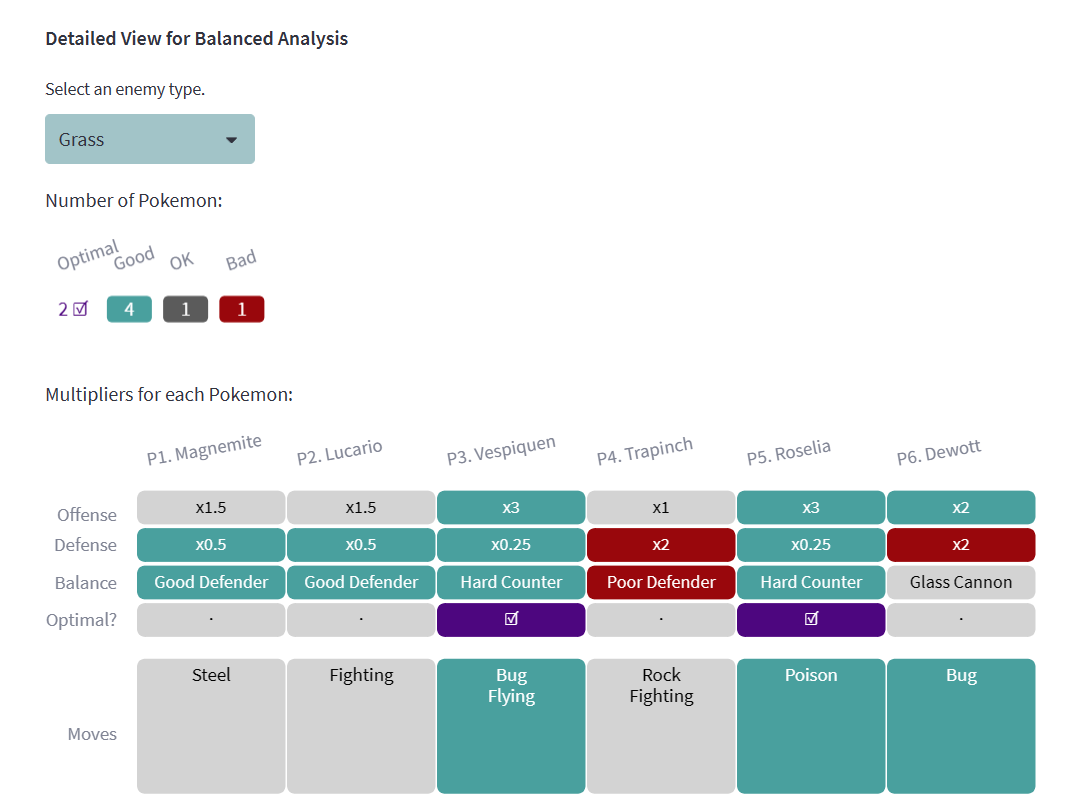 Detailed View for Balanced Analysis
Select an enemy type.
Grass
Number of Pokemon:
Optimal Good OK Bad
2 ☑ 4 1 1
Multipliers for each Pokemon:
P1. Magnemite P2. Lucario P3. Vespiquen P4. Trapinch P5. Roselia P6. Dewott
Offense x1.5 x1.5 x3 x1 x3 x2
Defense x0.5 x0.5 x0.25 x2 x0.25 x2
Balance Good Defender Good Defender Hard Counter Poor Defender Hard Counter Glass Cannon
Optimal? · · ☑ · ☑ ·
Steel Fighting Bug Rock Poison Bug
Flying Fighting
Moves